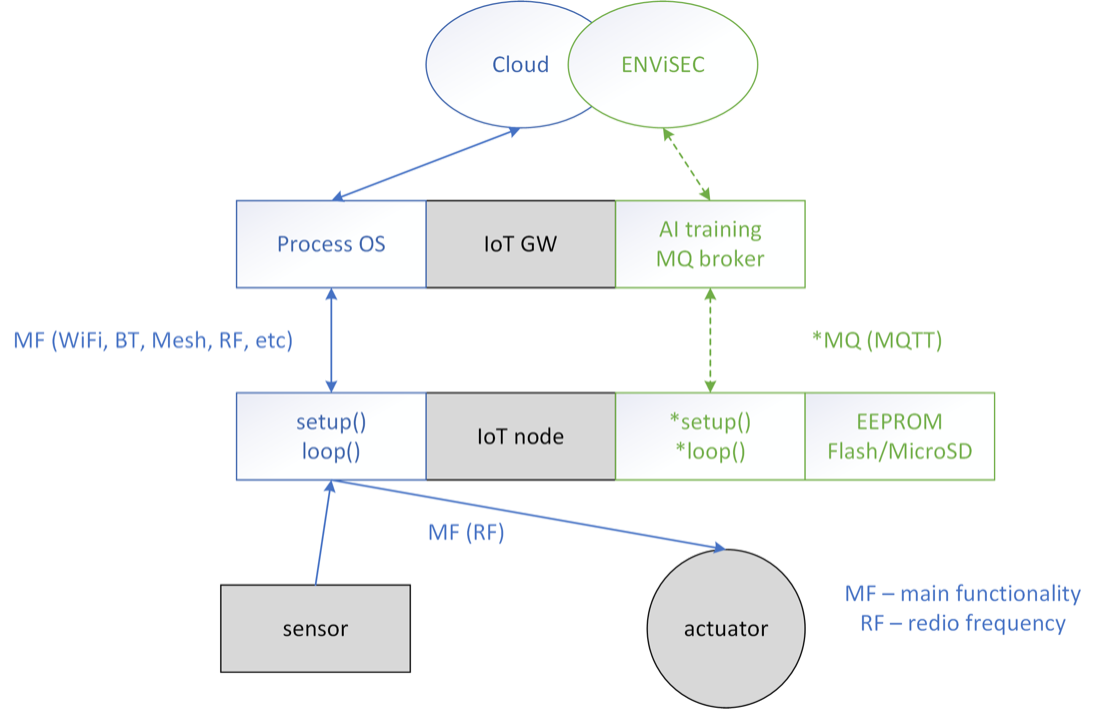 Cloud
ENViSEC
Process OS
IoT GW
AI training
MQ broker
MF (WiFi, BT, Mesh, RF, etc)
*MQ (MQTT)
setup()
loop()
IoT node
*setup()
*loop()
EEPROM
Flash/MicroSD
MF (RF)
sensor
actuator
MF – main functionality
RF – redio frequency